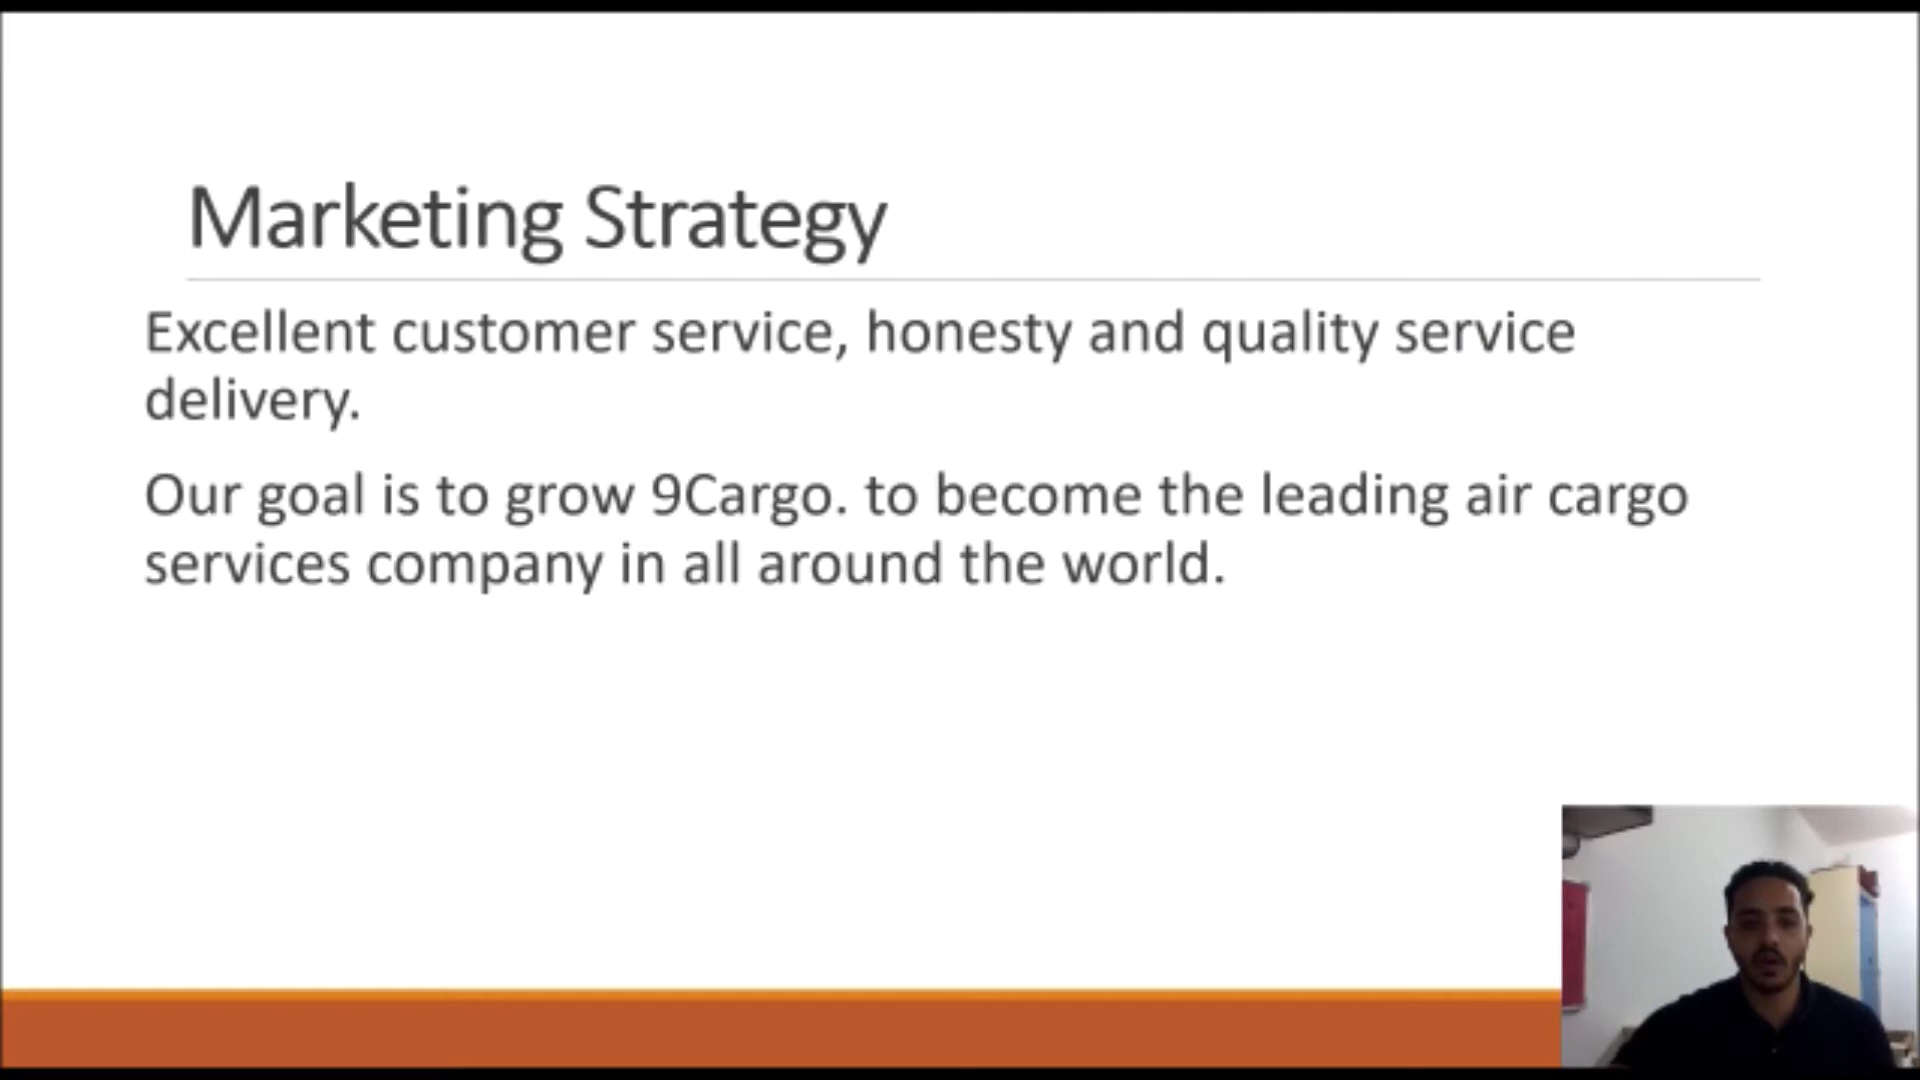 Marketing Strategy
Excellent customer service, honesty and quality service
delivery.
Our goal is to grow 9Cargo. to become the leading air cargo
services company in all around the world.